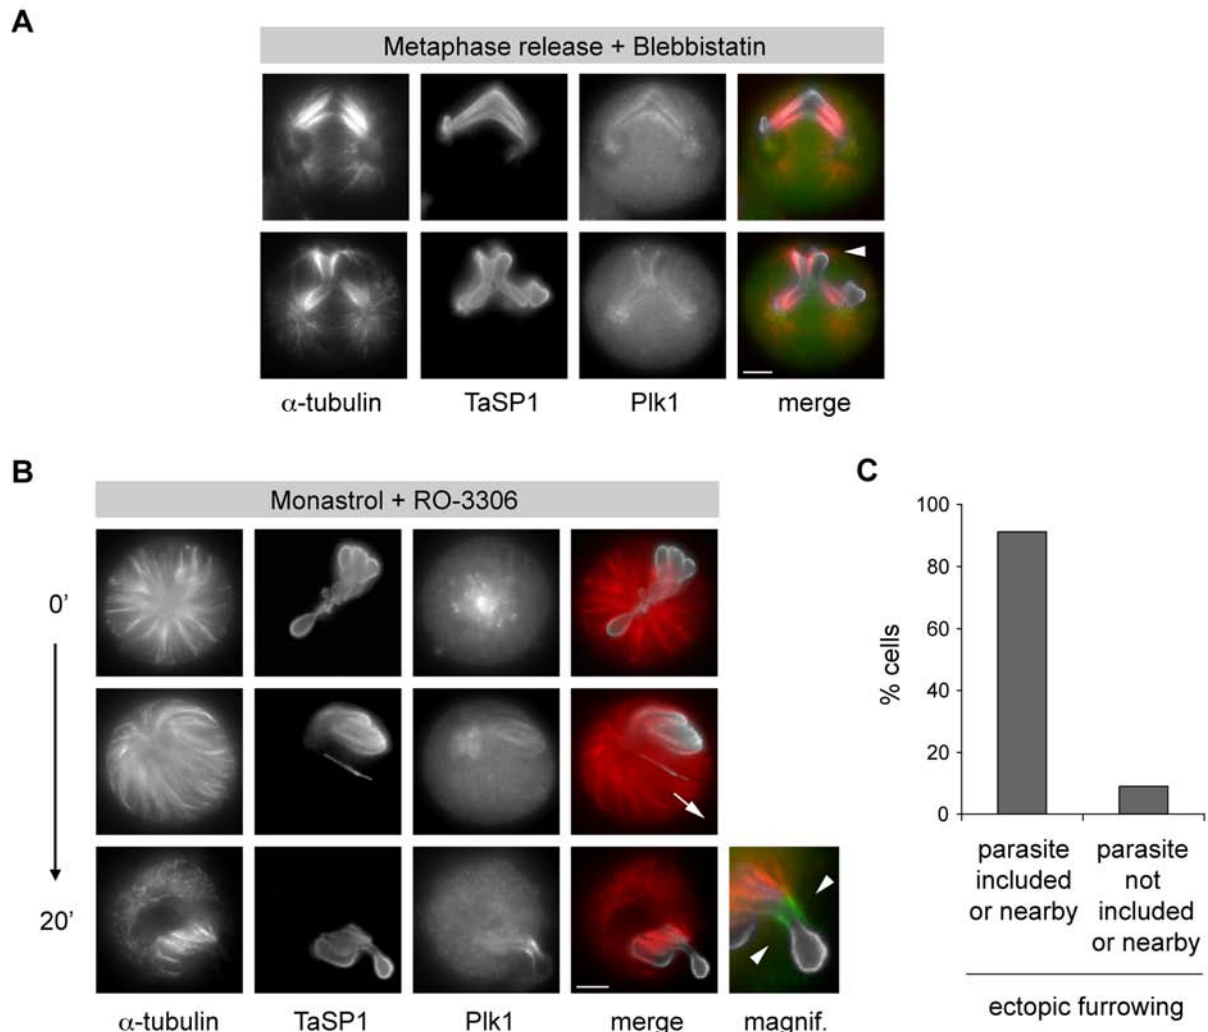 A
Metaphase release + Blebbistatin
α-tubulin TaSP1 Plk1 merge
B
Monastrol + RO-3306
0’
20’
α-tubulin TaSP1 Plk1 merge magnif.
C
100
80
60
40
20
0
% cells
parasite included or nearby
parasite not included or nearby
ectopic furrowing